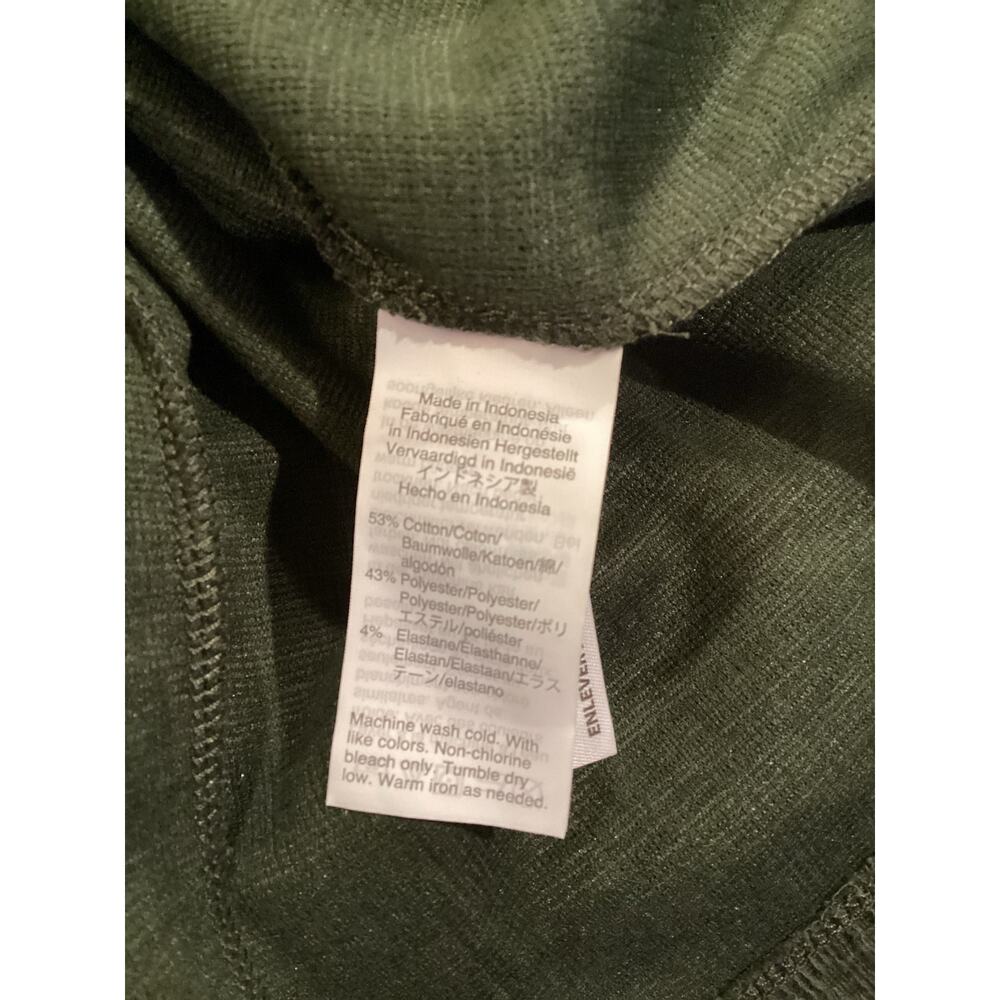 Made in Indonesia
Fabriqué en Indonésie
in Indonesien Hergestellt
Vervaardigd in Indonesië
インドネシア製
Hecho en Indonesia
53% Cotton/Coton/
Baumwolle/Katoen/綿/
algodón
43% Polyester/Polyester/
Polyester/Polyester/ポリ
エステル/poliéster
4% Elastane/Élasthanne/
Elastan/Elastaan/エラス
テーン/elastano
Machine wash cold. With
like colors. Non-chlorine
bleach only. Tumble dry
low. Warm iron as needed.
ENLEVER